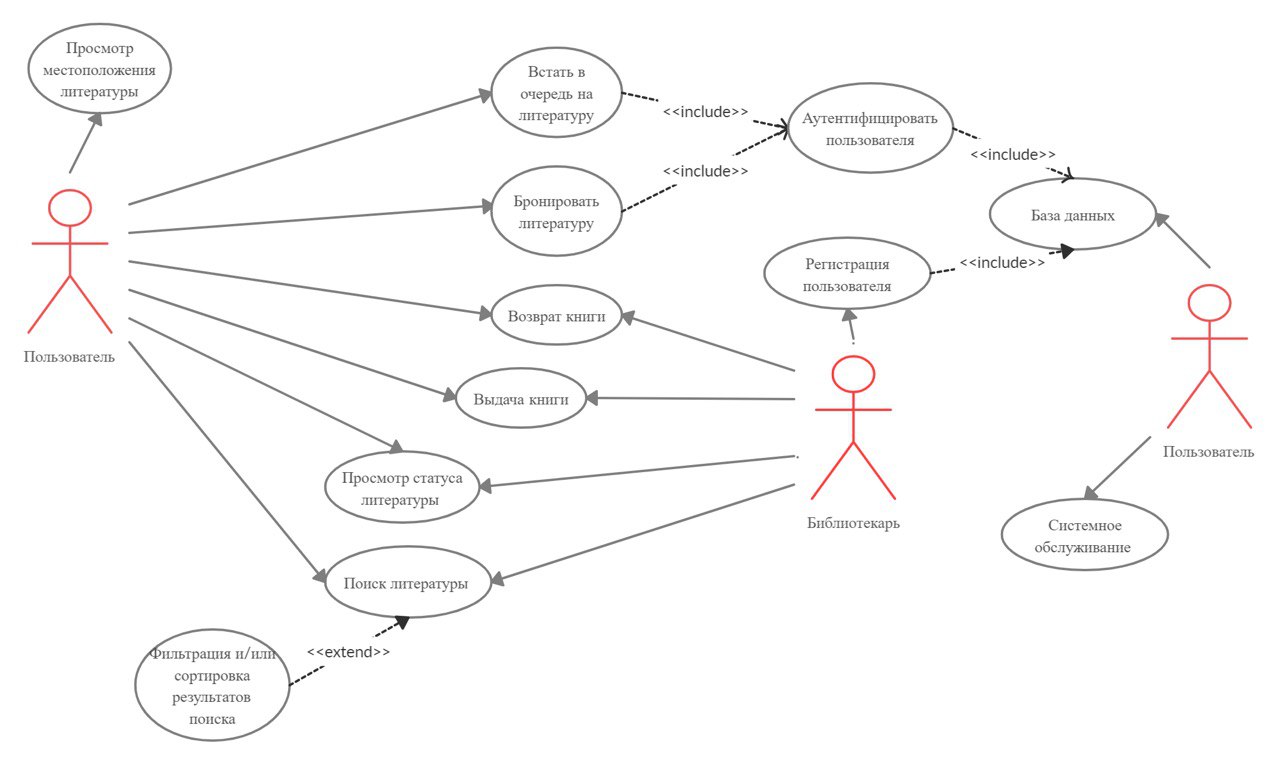 Просмотр
местоположения
литературы
Встать в
очередь на
литературу
<<include>>
Аутентифицировать
пользователя
<<include>>
<<include>>
Бронировать
литературу
База данных
Регистрация
пользователя
<<include>>
Возврат книги
Пользователь
Выдача книги
Пользователь
Просмотр статуса
литературы
Библиотекарь
Системное
обслуживание
Поиск литературы
<<extend>>
Фильтрация и/или
сортировка
результатов
поиска